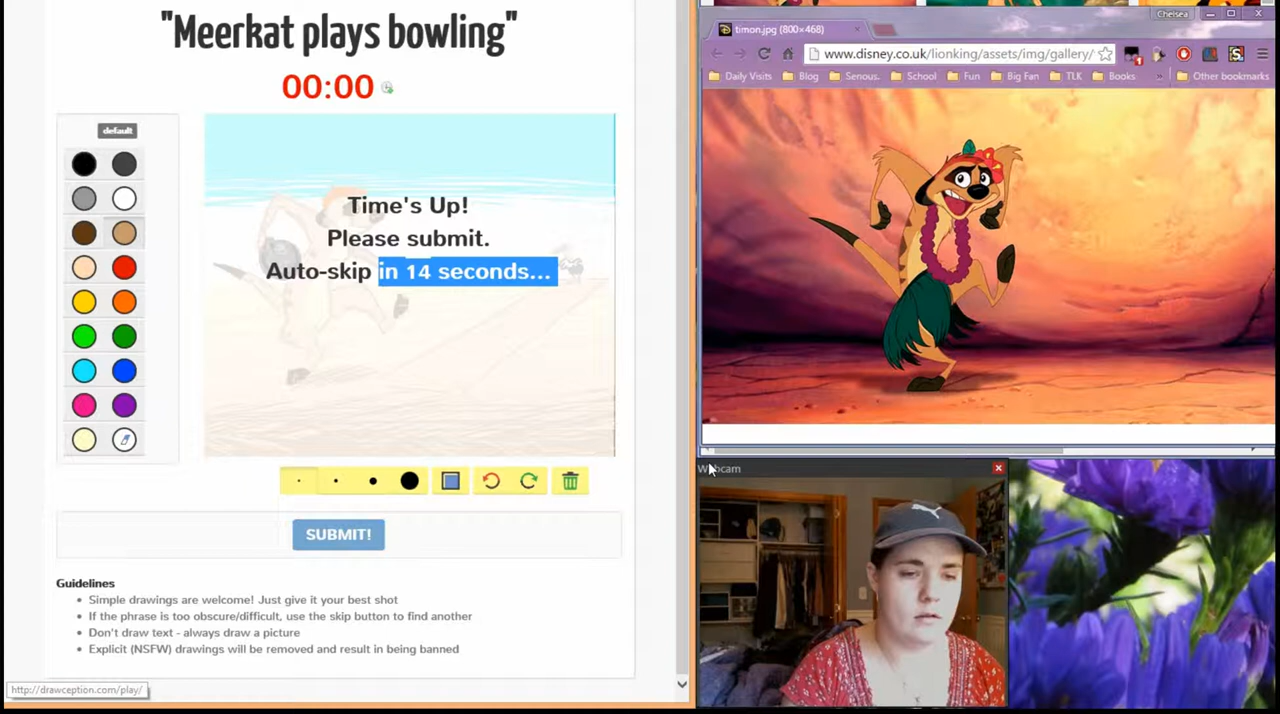 "Meerkat plays bowling"
00:00
default
Time's Up!
Please submit.
Auto-skip in 14 seconds...
SUBMIT!
Guidelines
Simple drawings are welcome! Just give it your best shot
If the phrase is too obscure/difficult, use the skip button to find another
Don't draw text - always draw a picture
Explicit (NSFW) drawings will be removed and result in being banned
http://drawception.com/play/
Chelsea
timon.jpg (800×468)
www.disney.co.uk/lionking/assets/img/gallery/
Daily Visits
Blog
Serious.
School
Fun
Big Fan
TLK
Books
»
Other bookmarks
Webcam